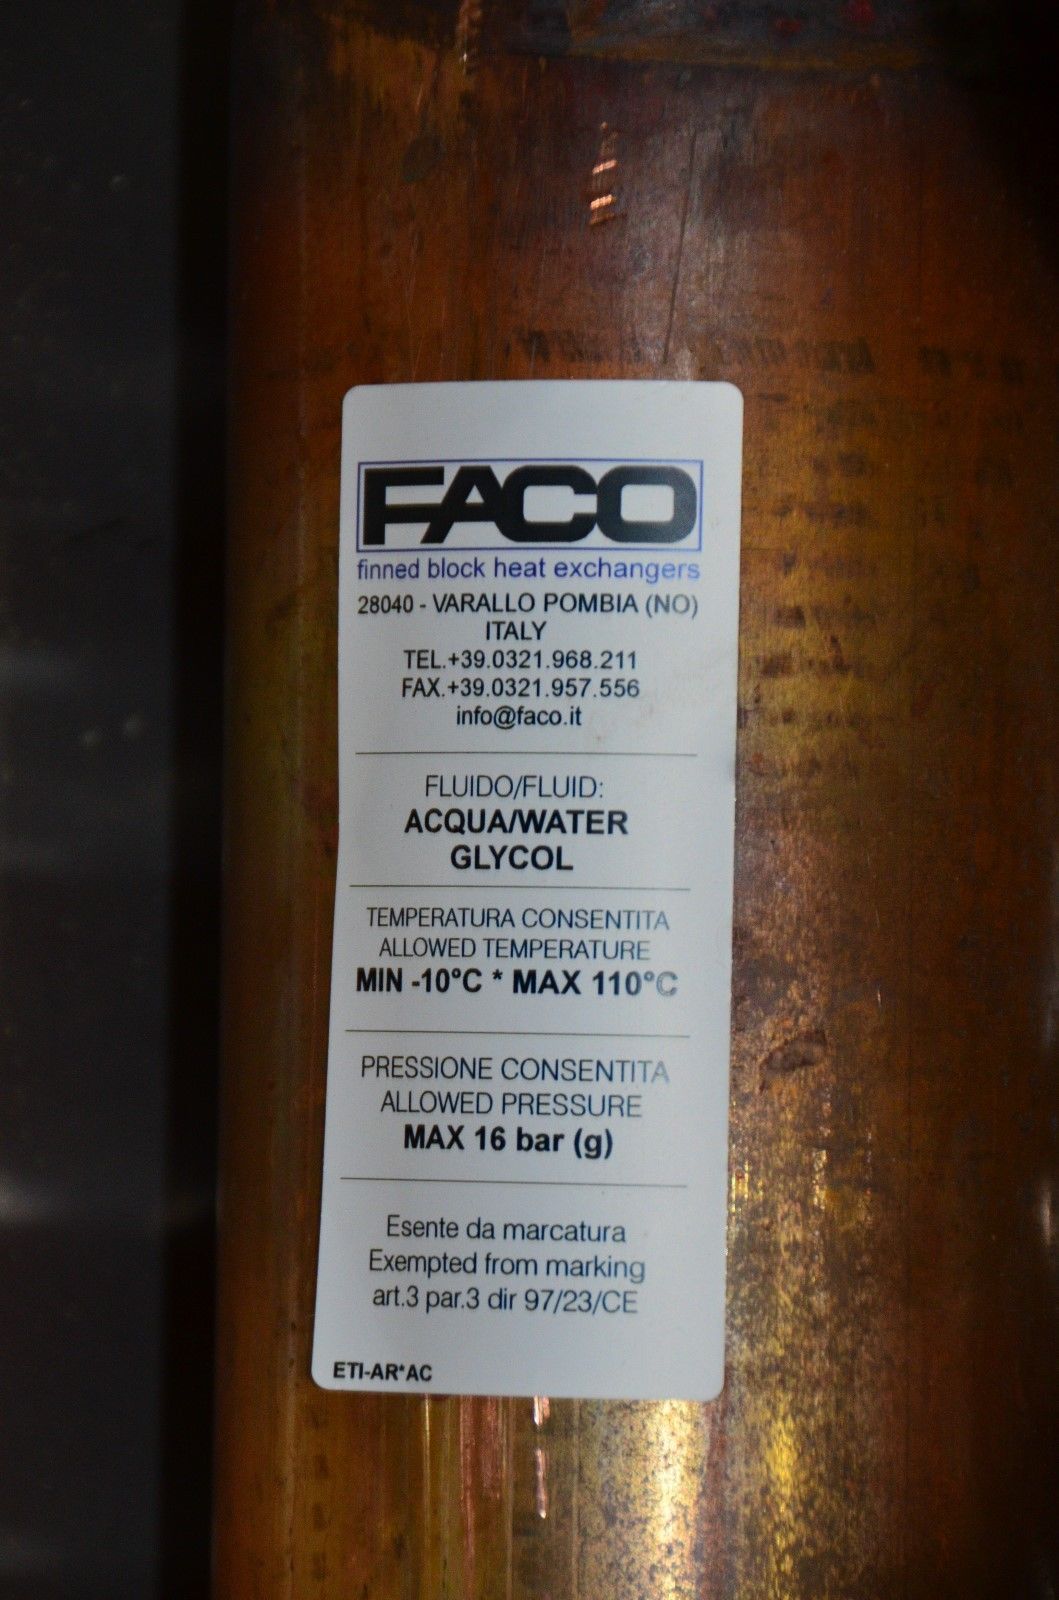 FACO
finned block heat exchangers
28040 - VARALLO POMBIA (NO)
ITALY
TEL.+39.0321.968.211
FAX.+39.0321.957.556
info@faco.it
FLUIDO/FLUID:
ACQUA/WATER
GLYCOL
TEMPERATURA CONSENTITA
ALLOWED TEMPERATURE
MIN -10°C * MAX 110°C
PRESSIONE CONSENTITA
ALLOWED PRESSURE
MAX 16 bar (g)
Esente da marcatura
Exempted from marking
art.3 par.3 dir 97/23/CE
ETI-AR*AC